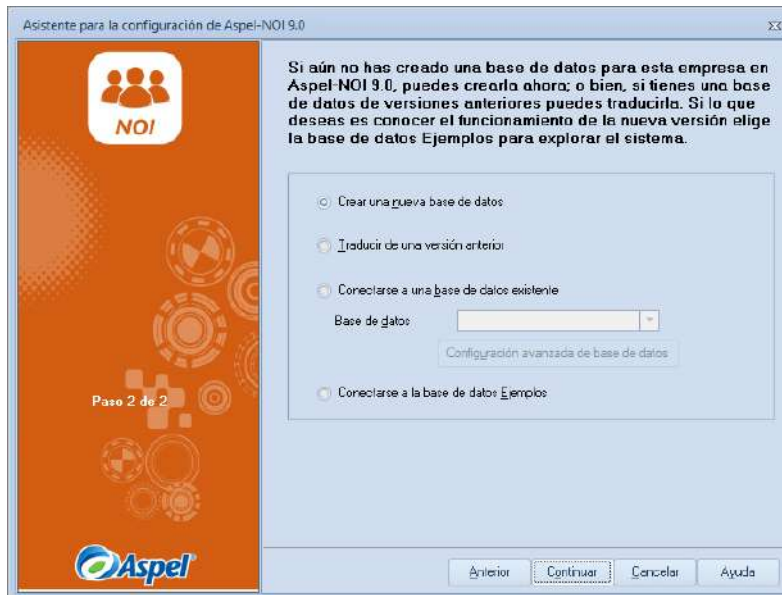 Asistente para la configuración de Aspel-NOI 9.0
NOI
Si aún no has creado una base de datos para esta empresa en
Aspel-NOI 9.0, puedes crearla ahora; o bien, si tienes una base
de datos de versiones anteriores puedes traducirla. Si lo que
deseas es conocer el funcionamiento de la nueva versión elige
la base de datos Ejemplos para explorar el sistema.
Crear una nueva base de datos
Traducir de una versión anterior
Conectarse a una base de datos existente
Base de datos
Configuración avanzada de base de datos
Conectarse a la base de datos Ejemplos
Paso 2 de 2
Aspel
Anterior Continuar Cancelar Ayuda